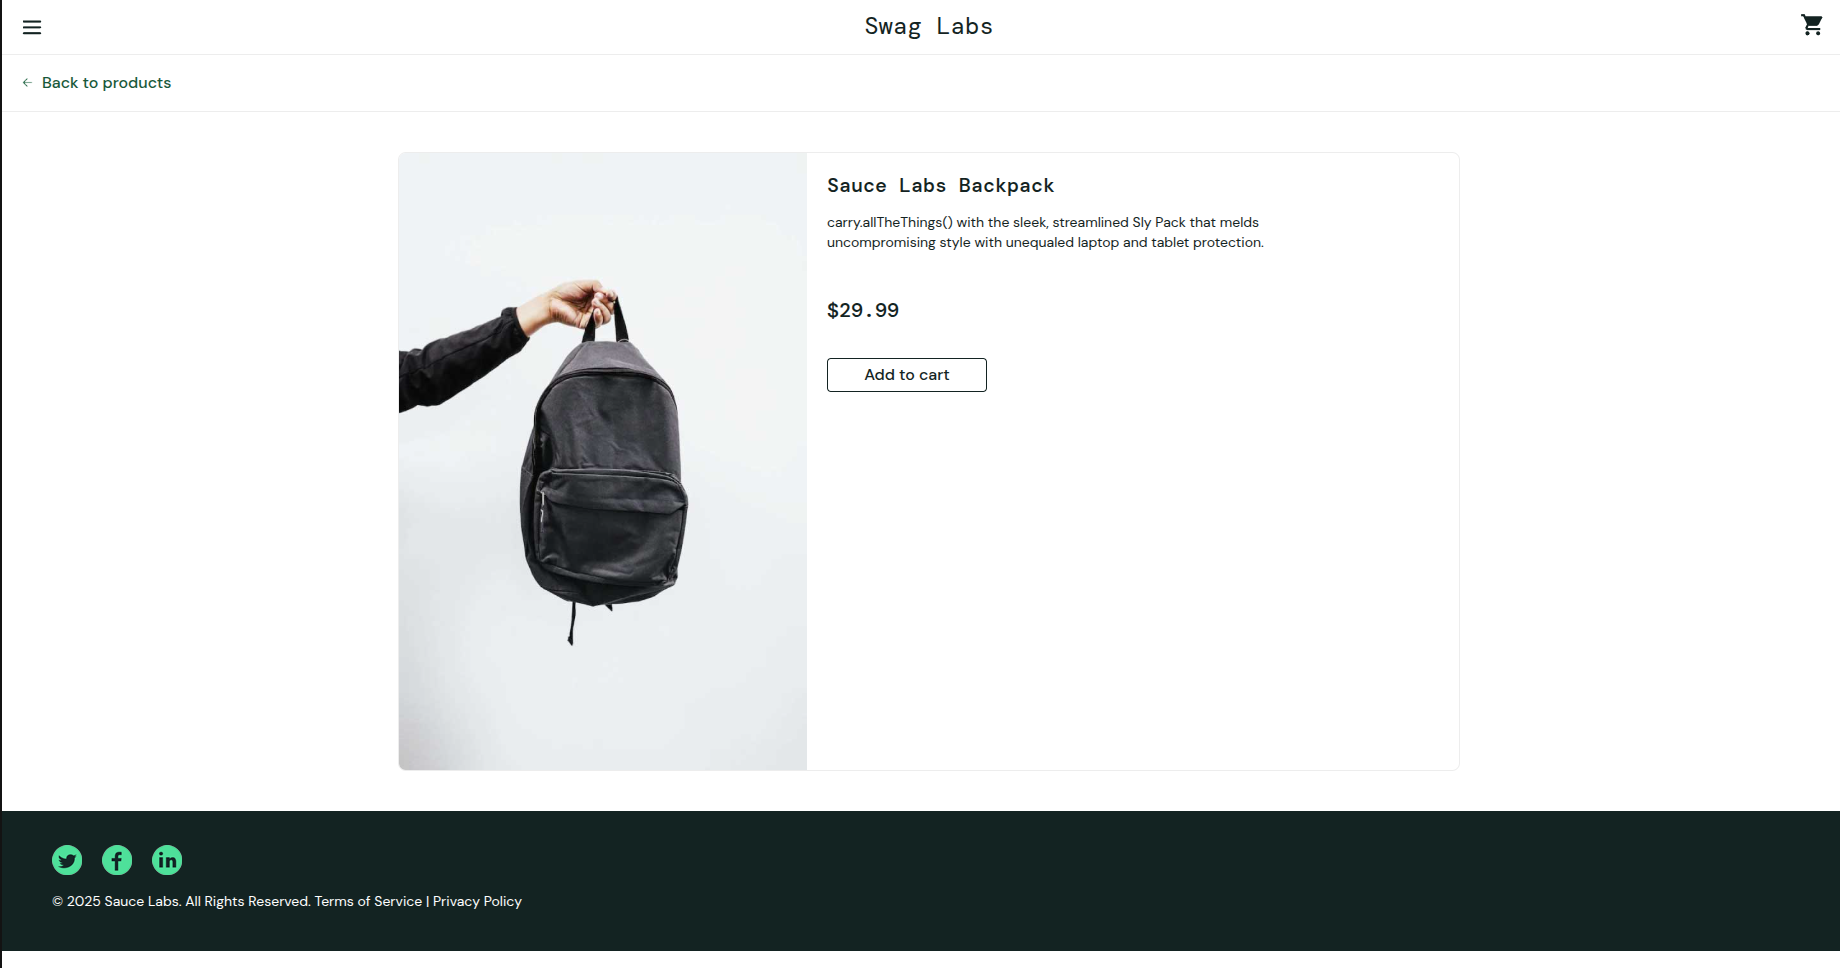 Swag Labs
Back to products
Sauce Labs Backpack
carry.allTheThings() with the sleek, streamlined Sly Pack that melds
uncompromising style with unequaled laptop and tablet protection.
$29.99
Add to cart
© 2025 Sauce Labs. All Rights Reserved. Terms of Service | Privacy Policy